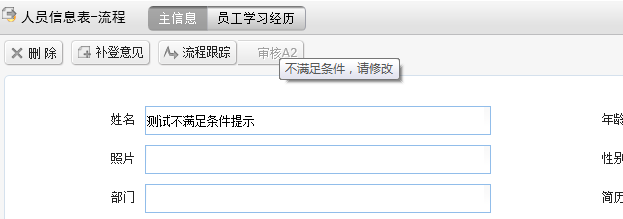 人员信息表-流程 主信息 员工学习经历
删 除 补登意见 流程跟踪 审核A2
不满足条件，请修改
姓名 测试不满足条件提示 年龄
照片 性别
部门 简历